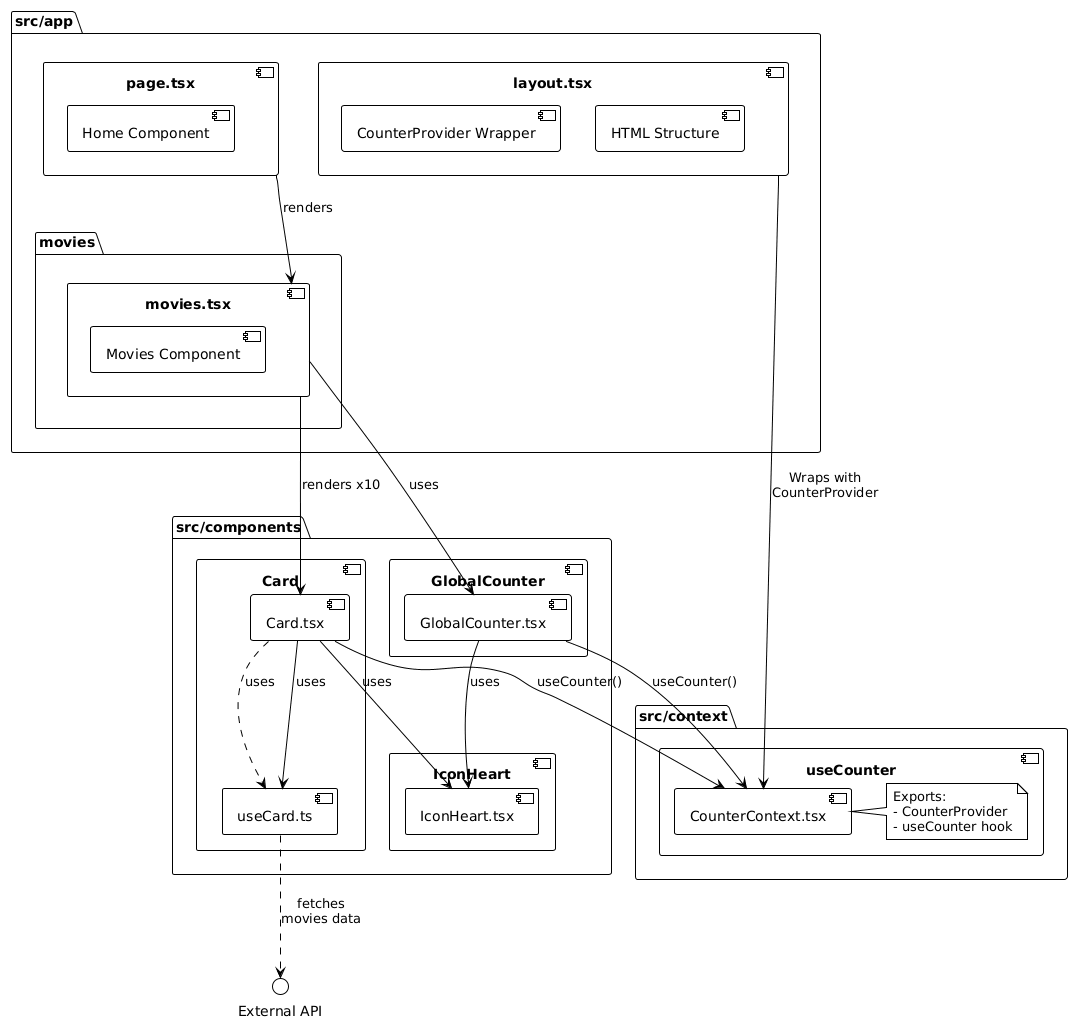 src/app
page.tsx
layout.tsx
Home Component
CounterProvider Wrapper
HTML Structure
renders
movies
movies.tsx
Movies Component
renders x10
uses
Wraps with
CounterProvider
src/components
Card
GlobalCounter
Card.tsx
GlobalCounter.tsx
uses
uses
uses
uses
useCounter()
useCounter()
src/context
IconHeart
useCounter
useCard.ts
IconHeart.tsx
CounterContext.tsx
Exports:
- CounterProvider
- useCounter hook
fetches
movies data
External API